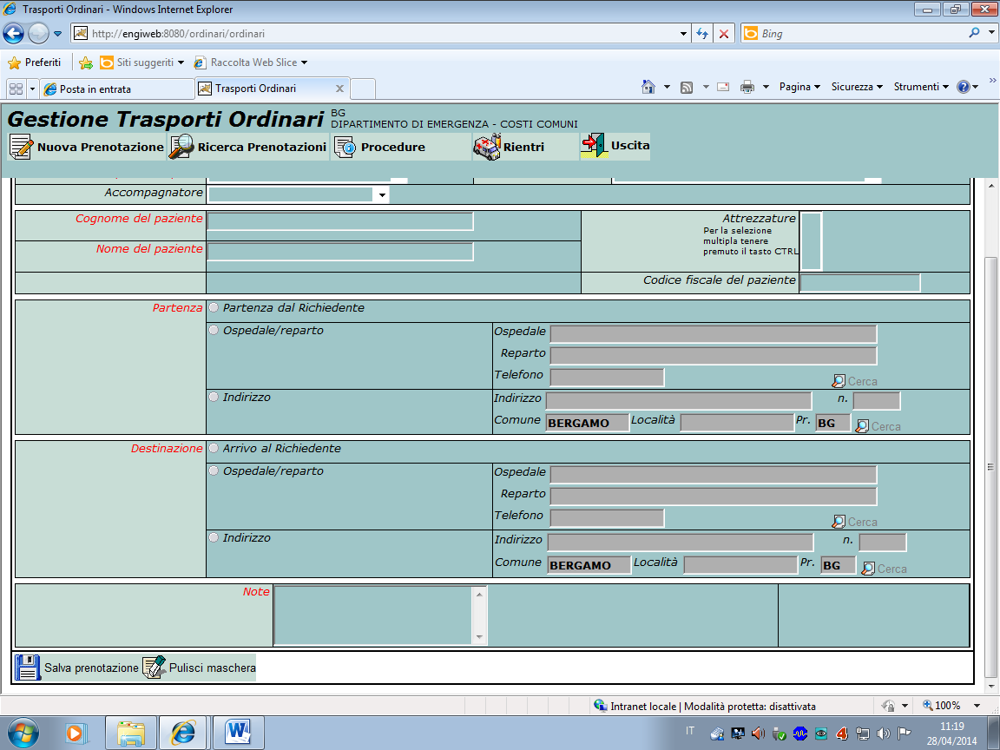 Trasporti Ordinari - Windows Internet Explorer
http://engiweb:8080/ordinari/ordinari
Bing
Preferiti Siti suggeriti Raccolta Web Slice
Posta in entrata Trasporti Ordinari Pagina Sicurezza Strumenti
Gestione Trasporti Ordinari BG
DIPARTIMENTO DI EMERGENZA - COSTI COMUNI
Nuova Prenotazione Ricerca Prenotazioni Procedure Rientri Uscita
Accompagnatore
Cognome del paziente
Attrezzature
Per la selezione
multipla tenere
premuto il tasto CTRL
Nome del paziente
Codice fiscale del paziente
Partenza Partenza dal Richiedente
Ospedale/reparto Ospedale
Reparto
Telefono Cerca
Indirizzo Indirizzo n.
Comune BERGAMO Località Pr. BG Cerca
Destinazione Arrivo al Richiedente
Ospedale/reparto Ospedale
Reparto
Telefono Cerca
Indirizzo Indirizzo n.
Comune BERGAMO Località Pr. BG Cerca
Note
Salva prenotazione Pulisci maschera
Intranet locale | Modalità protetta: disattivata 100%
IT 11:19
28/04/2014